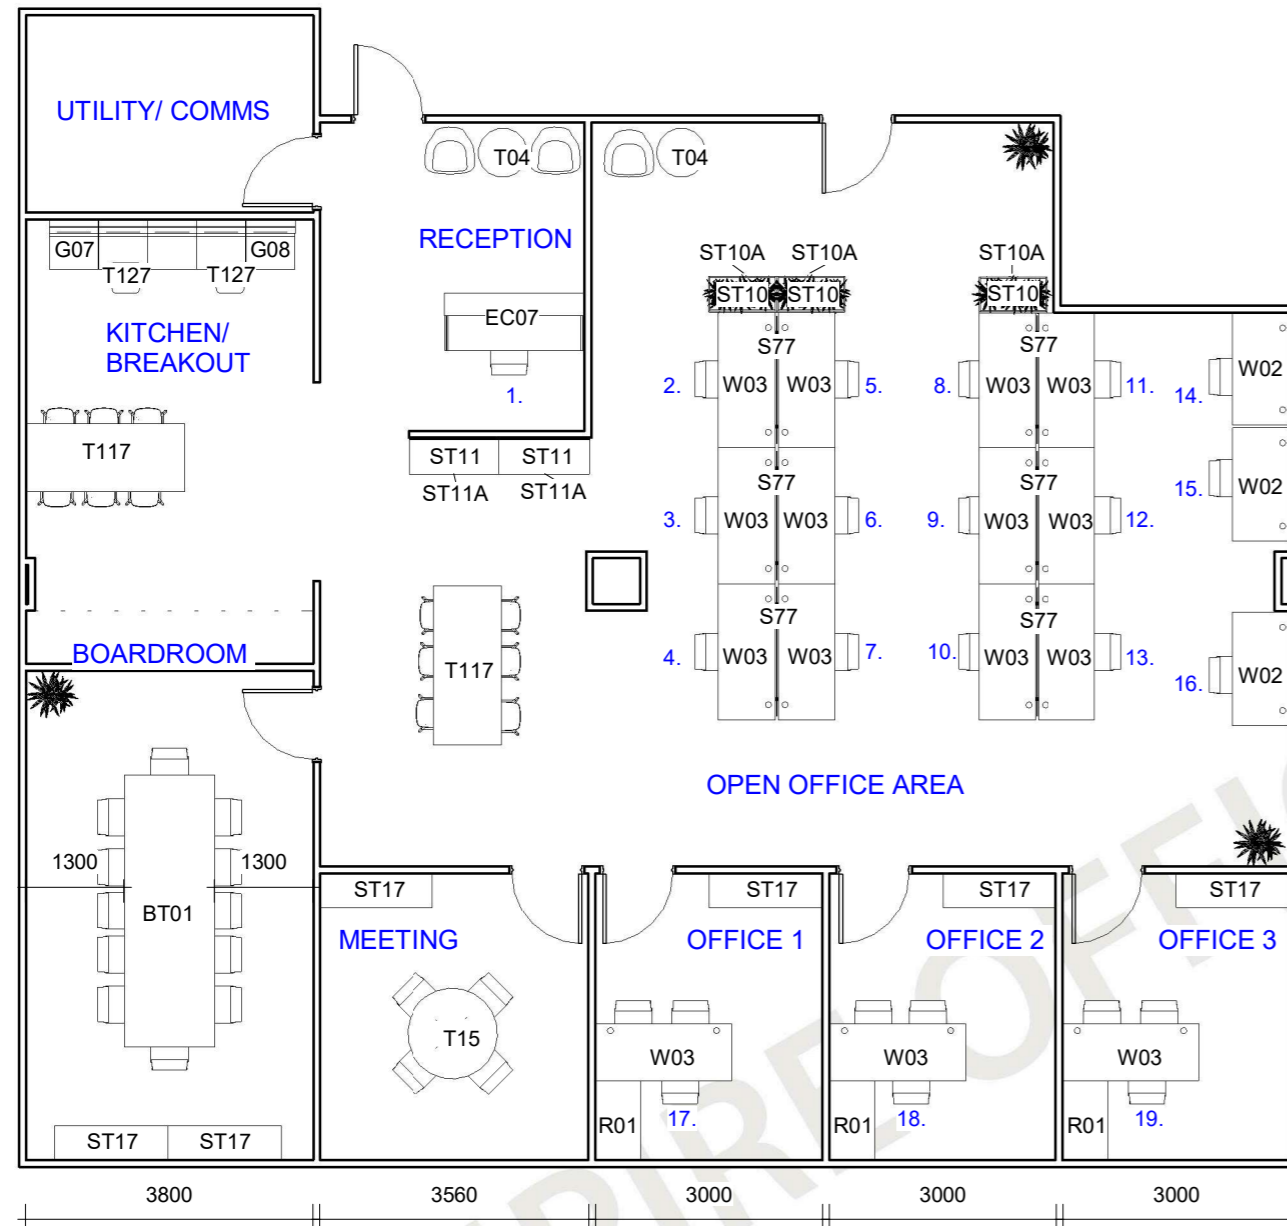 UTILITY/ COMMS
T04
T04
RECEPTION
G07
G08
T127
T127
ST10A
ST10A
ST10A
ST10
ST10
ST10
KITCHEN/
BREAKOUT
EC07
1.
S77
S77
2.
W03
W03
5.
8.
W03
W03
11.
14.
W02
T117
ST11
ST11
ST11A
ST11A
S77
S77
15.
W02
3.
W03
W03
6.
9.
W03
W03
12.
S77
S77
BOARDROOM
T117
4.
W03
W03
7.
10.
W03
W03
13.
16.
W02
OPEN OFFICE AREA
1300
1300
BT01
ST17
ST17
ST17
ST17
MEETING
OFFICE 1
OFFICE 2
OFFICE 3
T15
W03
W03
W03
R01
17.
R01
18.
R01
19.
ST17
ST17
3800
3560
3000
3000
3000
PIRE OFFIC